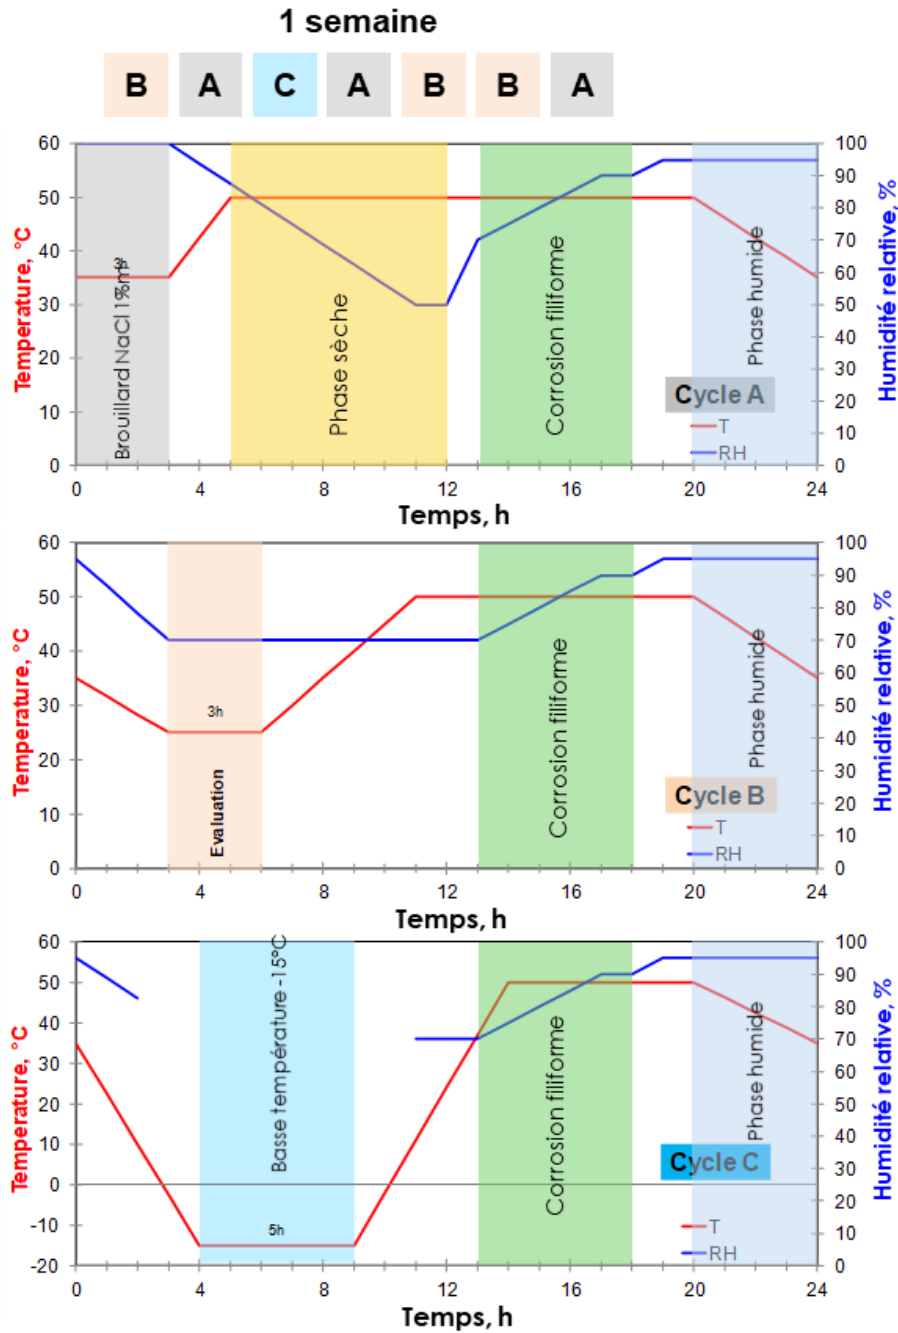 1 semaine
B A C A B B A
60
50
40
30
20
10
0
Temperature, °C
100
90
80
70
60
50
40
30
20
10
0
Humidité relative, %
3h
Brouillard NaCl 1%m
Phase sèche
Corrosion filiforme
Phase humide
Cycle A
T
RH
0 4 8 12 16 20 24
Temps, h
60
50
40
30
20
10
0
Temperature, °C
100
90
80
70
60
50
40
30
20
10
0
Humidité relative, %
3h
Evaluation
Corrosion filiforme
Phase humide
Cycle B
T
RH
0 4 8 12 16 20 24
Temps, h
60
50
40
30
20
10
0
-10
-20
Temperature, °C
100
90
80
70
60
50
40
30
20
10
0
Humidité relative, %
Basse température -15°C
5h
Corrosion filiforme
Phase humide
Cycle C
T
RH
0 4 8 12 16 20 24
Temps, h